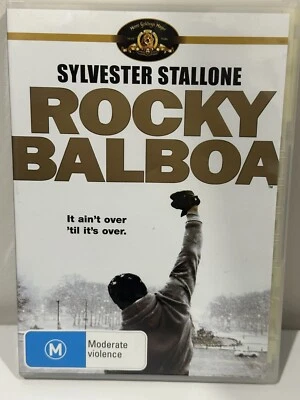 SYLVESTER STALLONE
ROCKY
BALBOA
It ain't over
'til it's over.
M
Moderate
violence